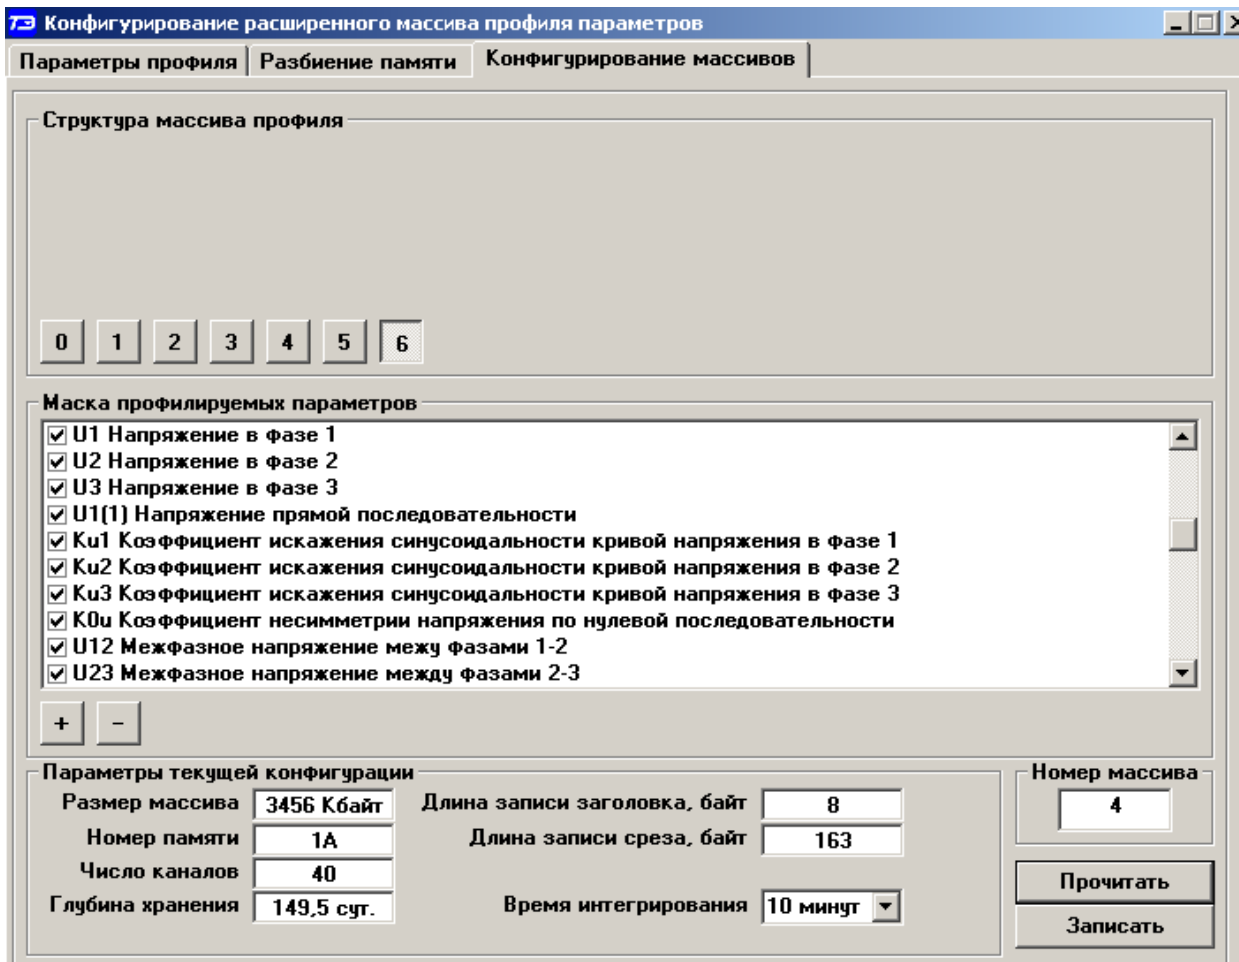 ТЭ Конфигурирование расширенного массива профиля параметров
Параметры профиля Разбиение памяти Конфигурирование массивов
Структура массива профиля
0 1 2 3 4 5 6
Маска профилируемых параметров
U1 Напряжение в фазе 1
U2 Напряжение в фазе 2
U3 Напряжение в фазе 3
U1(1) Напряжение прямой последовательности
Ku1 Коэффициент искажения синусоидальности кривой напряжения в фазе 1
Ku2 Коэффициент искажения синусоидальности кривой напряжения в фазе 2
Ku3 Коэффициент искажения синусоидальности кривой напряжения в фазе 3
K0u Коэффициент несимметрии напряжения по нулевой последовательности
U12 Межфазное напряжение межу фазами 1-2
U23 Межфазное напряжение между фазами 2-3
+ -
Параметры текущей конфигурации Номер массива
Размер массива 3456 Кбайт Длина записи заголовка, байт 8 4
Номер памяти 1A Длина записи среза, байт 163
Число каналов 40 Прочитать
Глубина хранения 149,5 сут. Время интегрирования 10 минут Записать